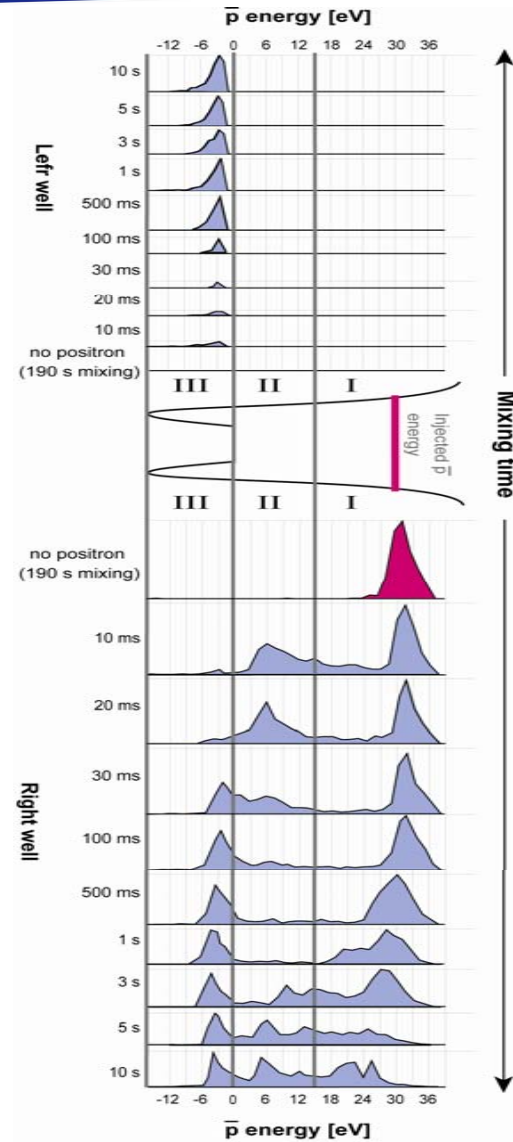 p̅ energy [eV]
-12 -6 0 6 12 18 24 30 36
10 s
5 s
3 s
1 s
500 ms
100 ms
30 ms
20 ms
10 ms
no positron
(190 s mixing)
Lefr well
III II I
Injected p̅
energy
Mixing time
III II I
no positron
(190 s mixing)
10 ms
20 ms
30 ms
100 ms
500 ms
1 s
3 s
5 s
10 s
Right well
-12 -6 0 6 12 18 24 30 36
p̅ energy [eV]